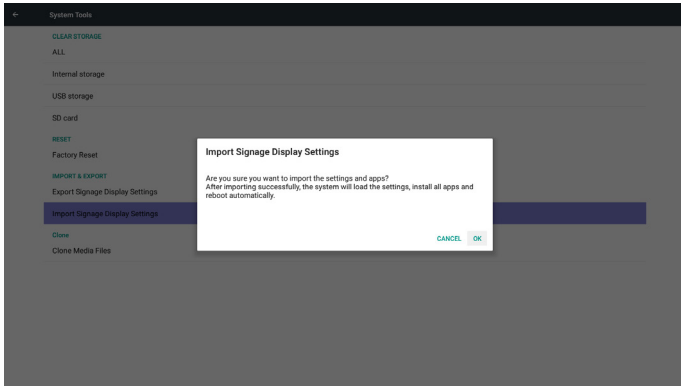 System Tools
CLEAR STORAGE
ALL
Internal storage
USB storage
SD card
RESET
Factory Reset
IMPORT & EXPORT
Export Signage Display Settings
Import Signage Display Settings
Clone
Clone Media Files
Import Signage Display Settings
Are you sure you want to import the settings and apps?
After importing successfully, the system will load the settings, install all apps and
reboot automatically.
CANCEL OK